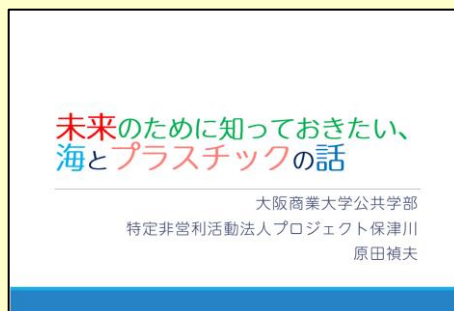 未来のために知っておきたい、
海とプラスチックの話
大阪商業大学公共学部
特定非営利活動法人プロジェクト保津川
原田禎夫